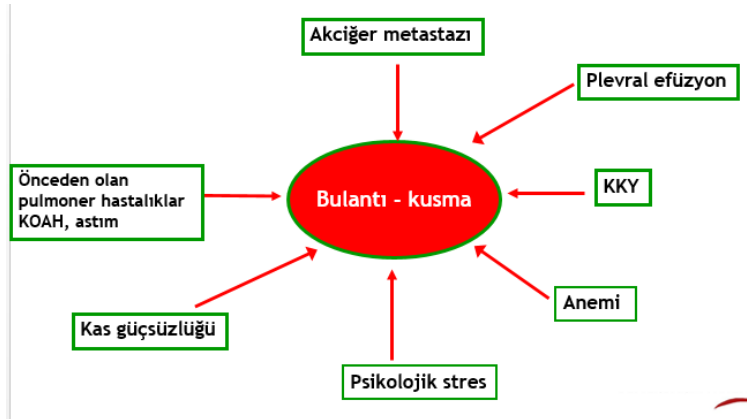 Akciğer metastazı
Plevral efüzyon
Önceden olan
pulmoner hastalıklar
KOAH, astım
Bulantı - kusma
KKY
Anemi
Kas güçsüzlüğü
Psikolojik stres